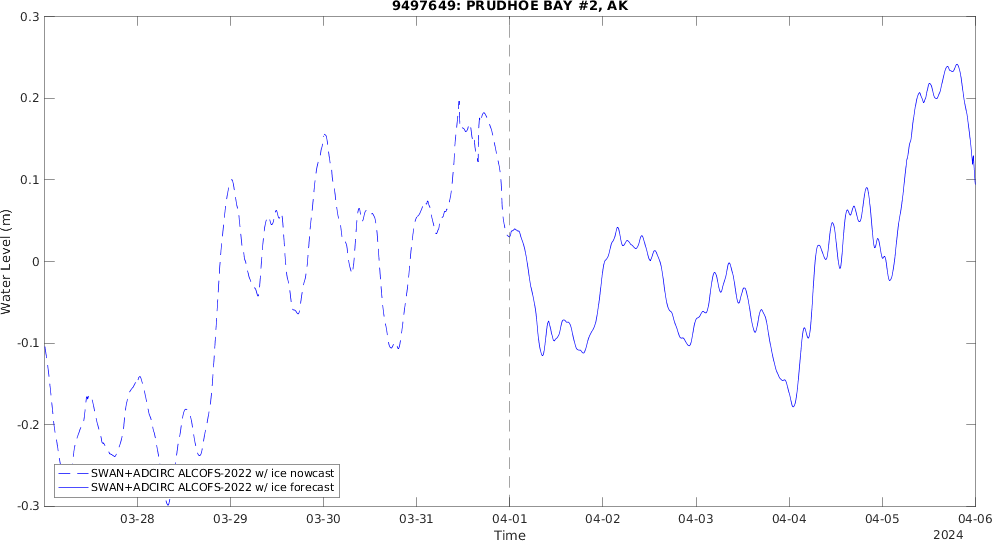 9497649: PRUDHOE BAY #2, AK
0.3
0.2
0.1
0
-0.1
-0.2
-0.3
Water Level (m)
SWAN+ADCIRC ALCOFS-2022 w/ ice nowcast
SWAN+ADCIRC ALCOFS-2022 w/ ice forecast
03-28 03-29 03-30 03-31 04-01 04-02 04-03 04-04 04-05 04-06
Time
2024